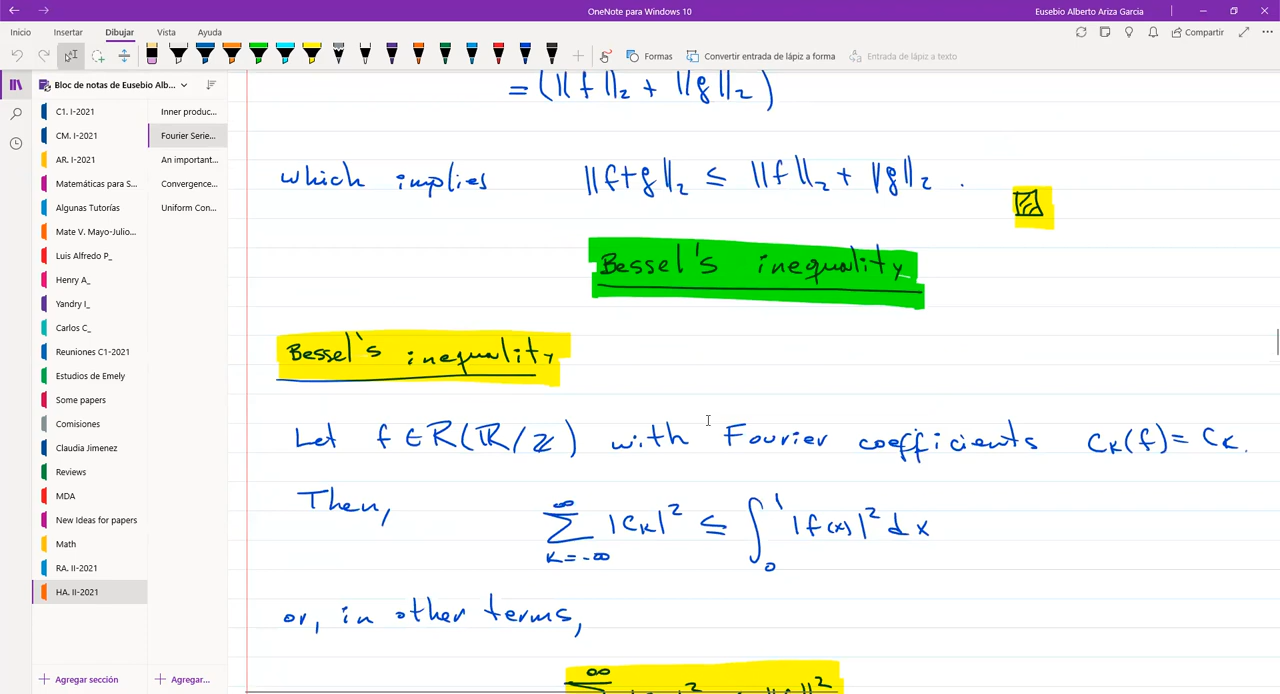 OneNote para Windows 10
Eusebio Alberto Ariza Garcia
Inicio Insertar Dibujar Vista Ayuda
Compartir
Formas
Convertir entrada de lápiz a forma
Entrada de lápiz a texto
Bloc de notas de Eusebio Alb...
C1. I-2021
CM. I-2021
AR. I-2021
Matemáticas para S...
Algunas Tutorías
Mate V. Mayo-Julio...
Luis Alfredo P_
Henry A_
Yandry I_
Carlos C_
Reuniones C1-2021
Estudios de Emely
Some papers
Comisiones
Claudia Jimenez
Reviews
MDA
New Ideas for papers
Math
RA. II-2021
HA. II-2021
Agregar sección
Inner produc...
Fourier Serie...
An important...
Convergence...
Uniform Con...
Agregar...
= (||f||₂ + ||g||₂)
which implies ||f+g||₂ ≤ ||f||₂ + ||g||₂ .
Bessel's inequality
Bessel's inequality
Let f ∈ R(ℝ/ℤ) with Fourier coefficients C_K(f) = C_K.
Then, ∑_{K=-∞}^{∞} |C_K|² ≤ ∫_0^1 |f(x)|² dx
or, in other terms,